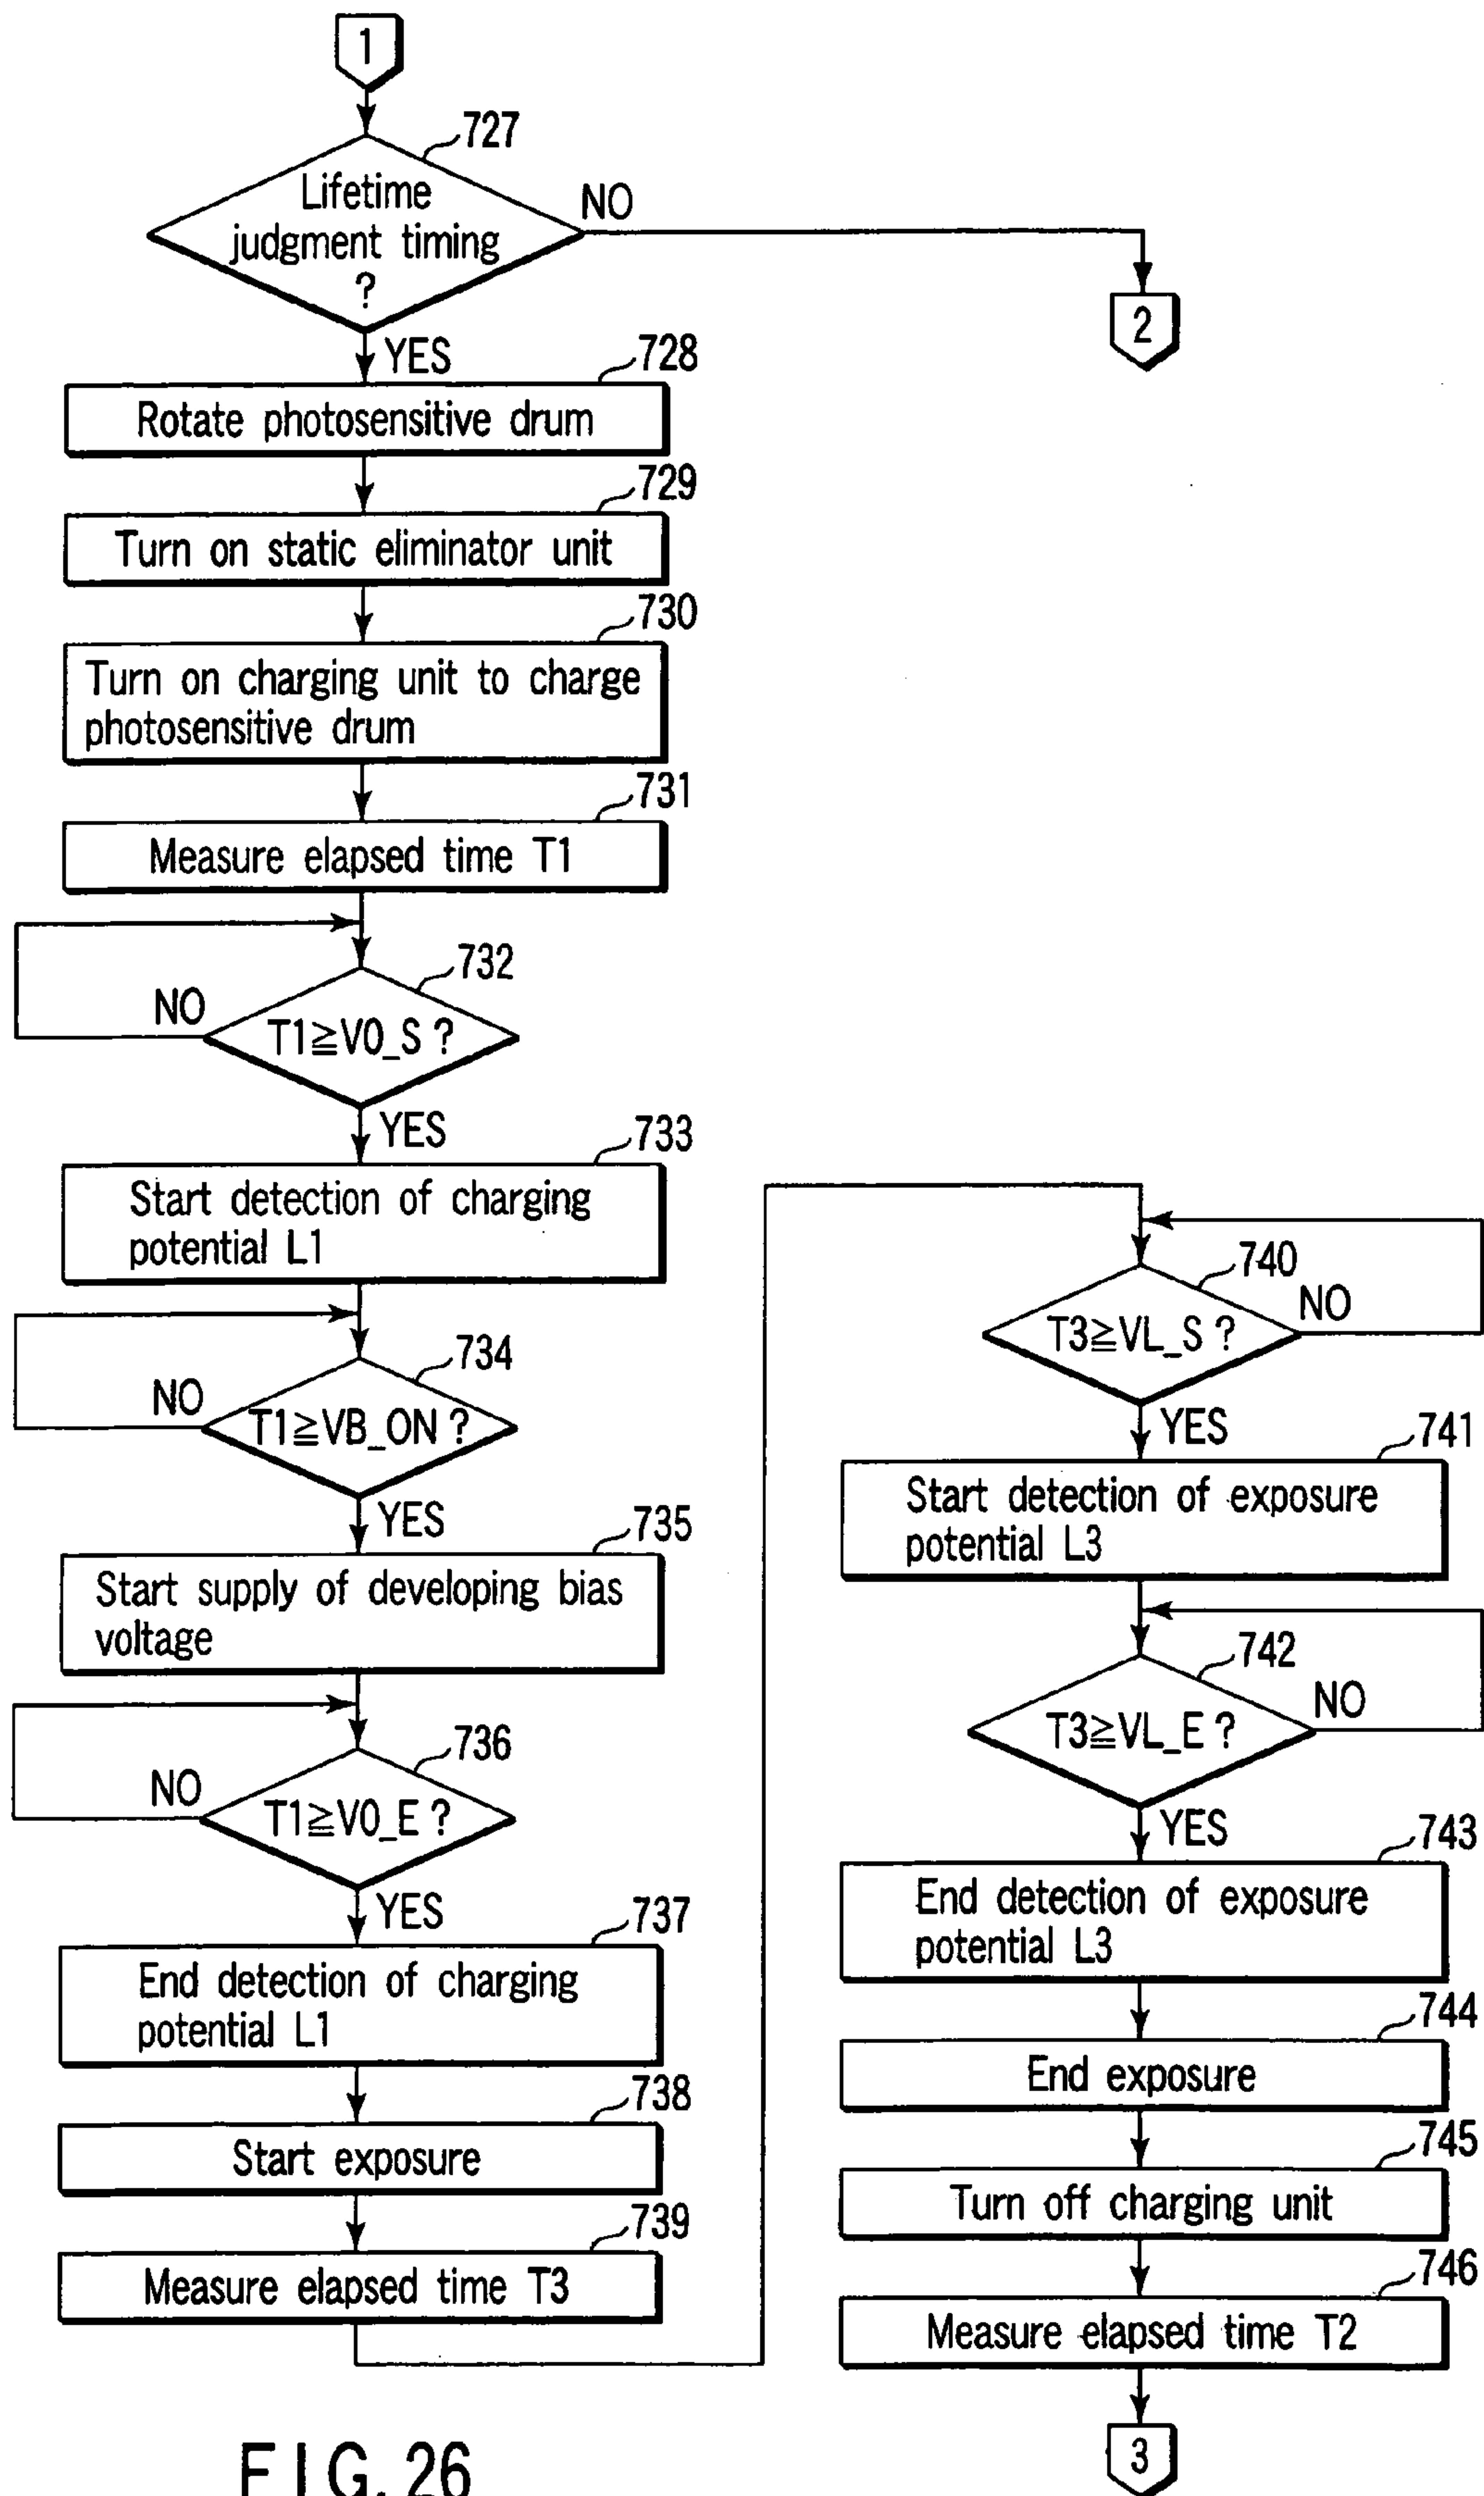 1
727
Lifetime
judgment timing
?
NO
2
YES
728
Rotate photosensitive drum
729
Turn on static eliminator unit
730
Turn on charging unit to charge
photosensitive drum
731
Measure elapsed time T1
732
NO
T1≧V0_S ?
YES
733
Start detection of charging
potential L1
734
NO
T1≧VB_ON ?
YES
735
Start supply of developing bias
voltage
736
NO
T1≧V0_E ?
YES
737
End detection of charging
potential L1
738
Start exposure
739
Measure elapsed time T3
740
NO
T3≧VL_S ?
YES
741
Start detection of exposure
potential L3
742
NO
T3≧VL_E ?
YES
743
End detection of exposure
potential L3
744
End exposure
745
Turn off charging unit
746
Measure elapsed time T2
3
FIG. 26